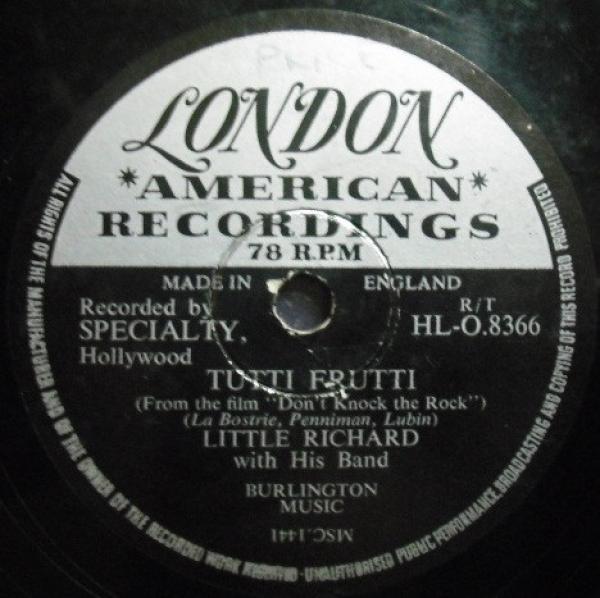 LONDON
*AMERICAN*
RECORDINGS
78 RPM
MADE IN ENGLAND
Recorded by
SPECIALTY,
Hollywood
R/T
HL-O.8366
TUTTI FRUTTI
(From the film "Don't Knock the Rock")
(La Bostrie, Penniman, Lubin)
LITTLE RICHARD
with His Band
BURLINGTON
MUSIC
MSC.1441
ALL RIGHTS OF THE MANUFACTURER AND OF THE OWNER OF THE RECORDED WORK RESERVED · UNAUTHORISED PUBLIC PERFORMANCE, BROADCASTING AND COPYING OF THIS RECORD PROHIBITED